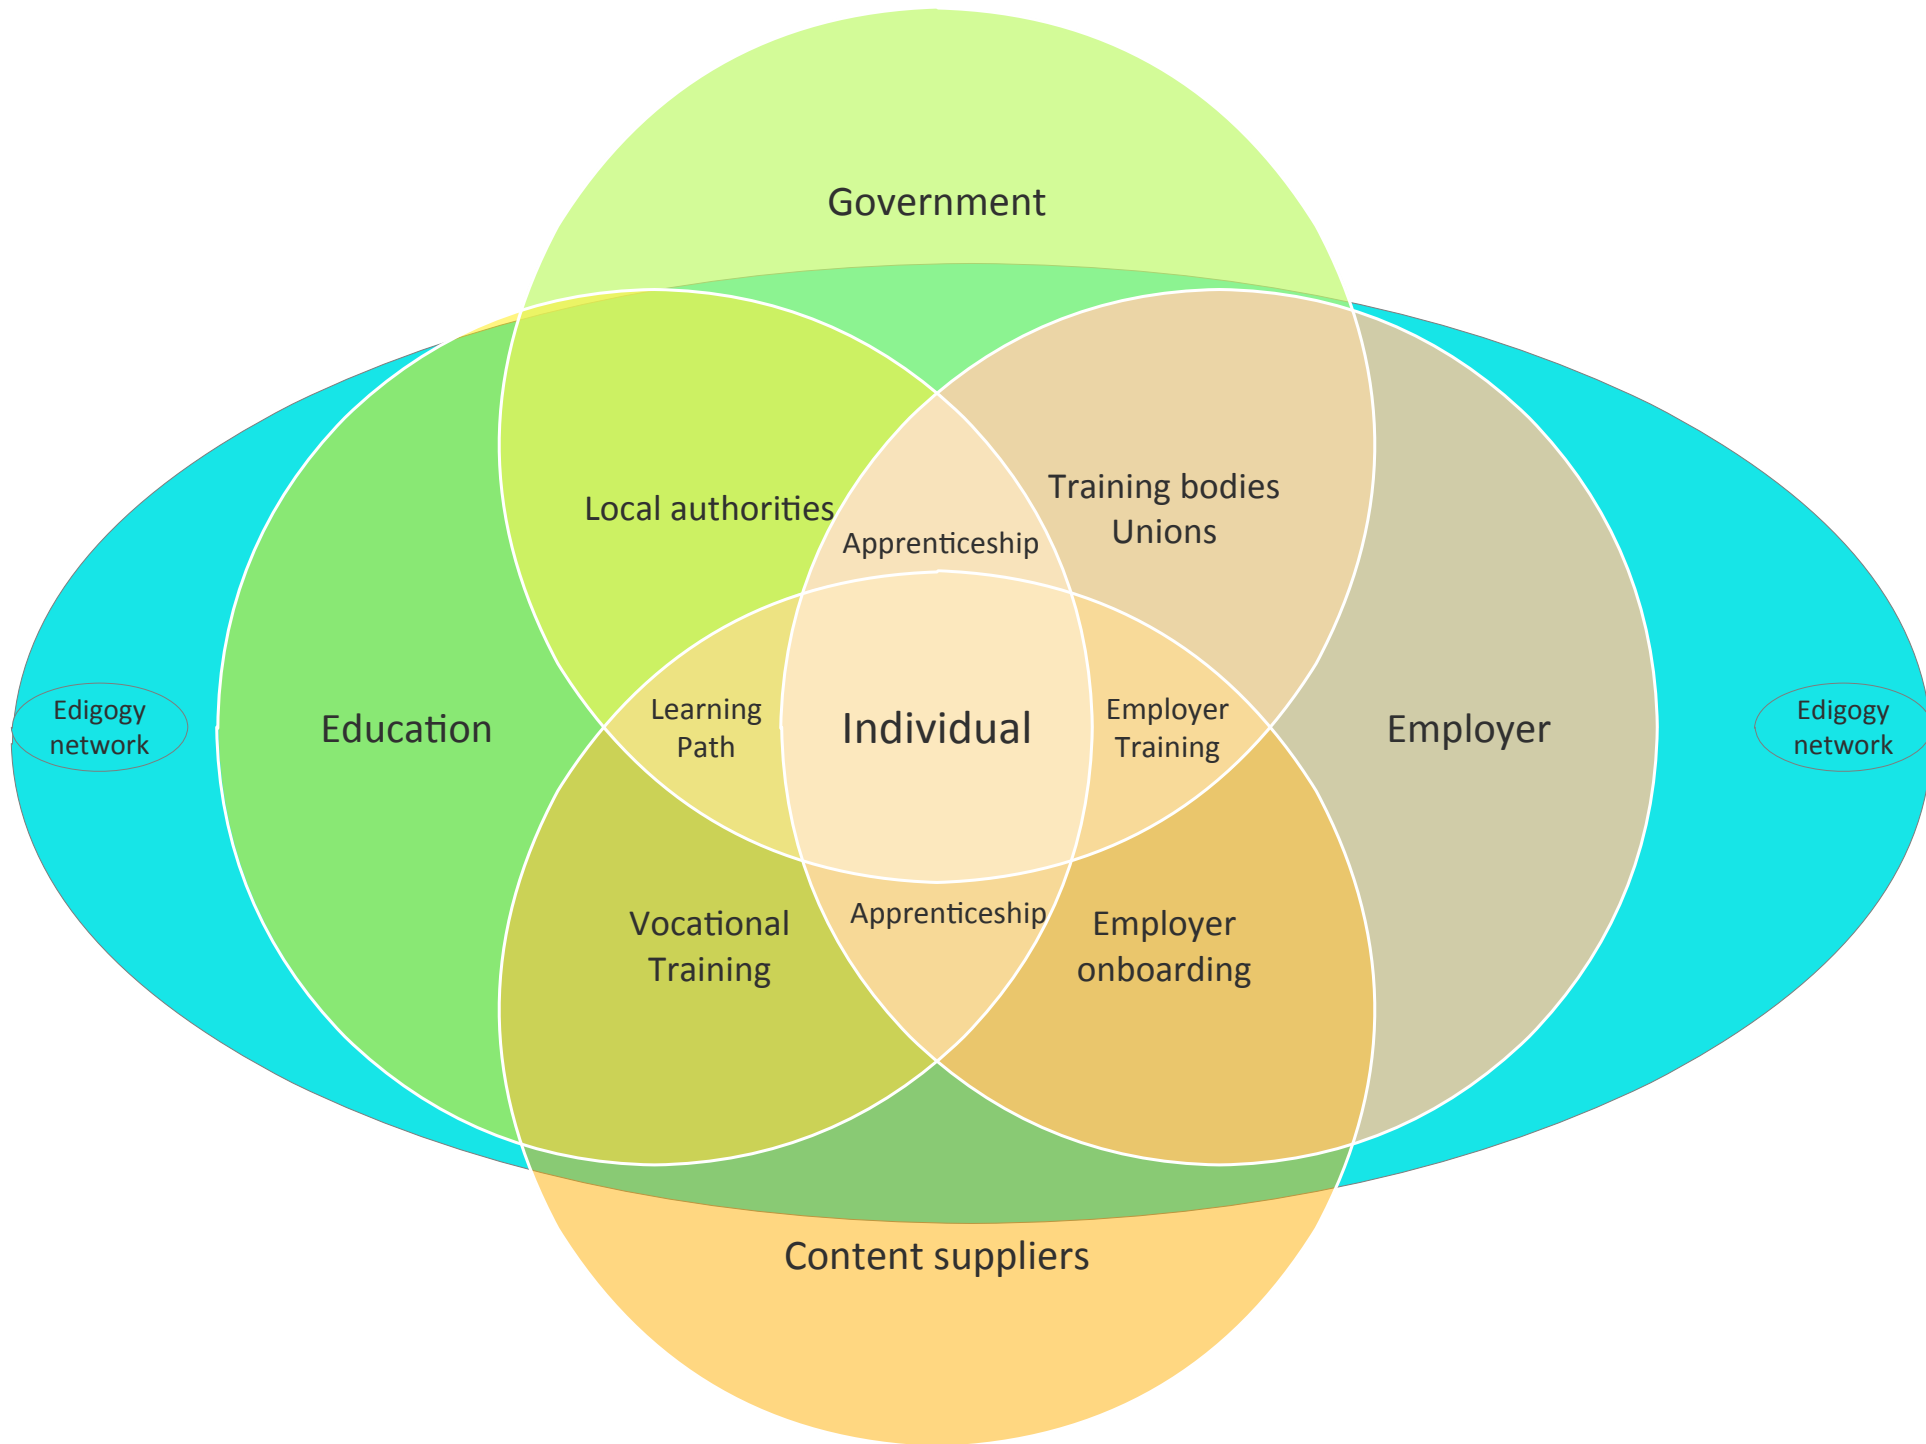 Government
Local authorities
Training bodies
Unions
Apprenticeship
Edigogy
network
Education
Learning
Path
Individual
Employer
Training
Employer
Edigogy
network
Vocational
Training
Apprenticeship
Employer
onboarding
Content suppliers